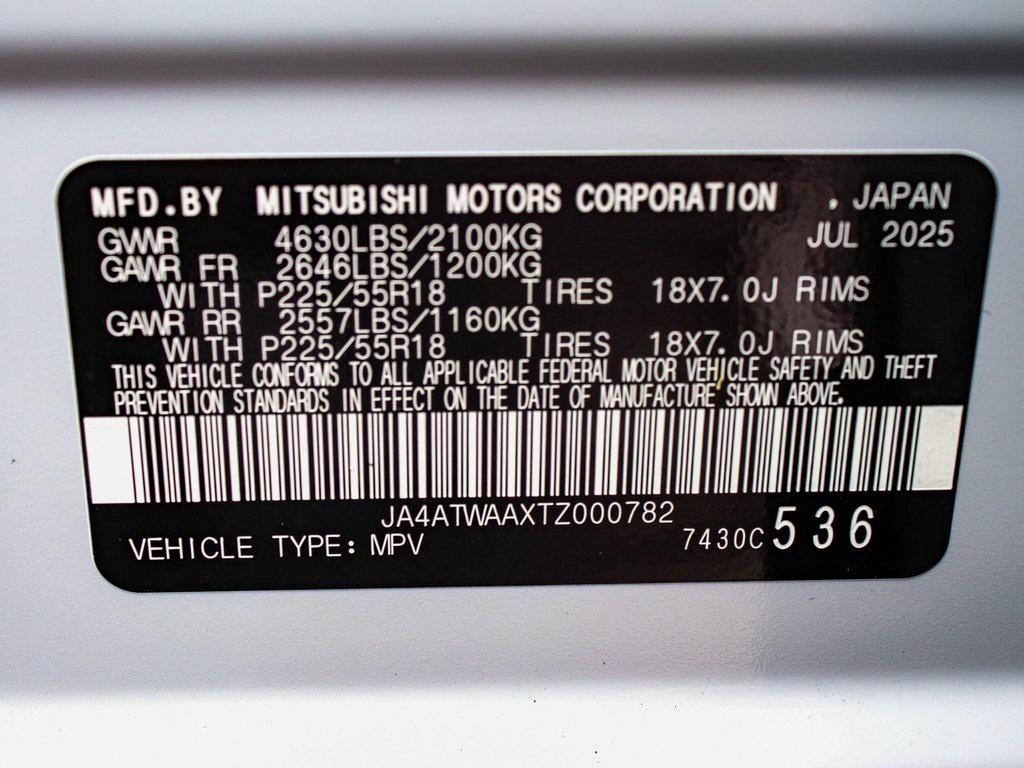 MFD.BY MITSUBISHI MOTORS CORPORATION , JAPAN
GVWR 4630LBS/2100KG JUL 2025
GAWR FR 2646LBS/1200KG
WITH P225/55R18 TIRES 18X7.0J RIMS
GAWR RR 2557LBS/1160KG
WITH P225/55R18 TIRES 18X7.0J RIMS
THIS VEHICLE CONFORMS TO ALL APPLICABLE FEDERAL MOTOR VEHICLE SAFETY AND THEFT
PREVENTION STANDARDS IN EFFECT ON THE DATE OF MANUFACTURE SHOWN ABOVE.
JA4ATWAAXTZ000782
VEHICLE TYPE: MPV 7430C 536